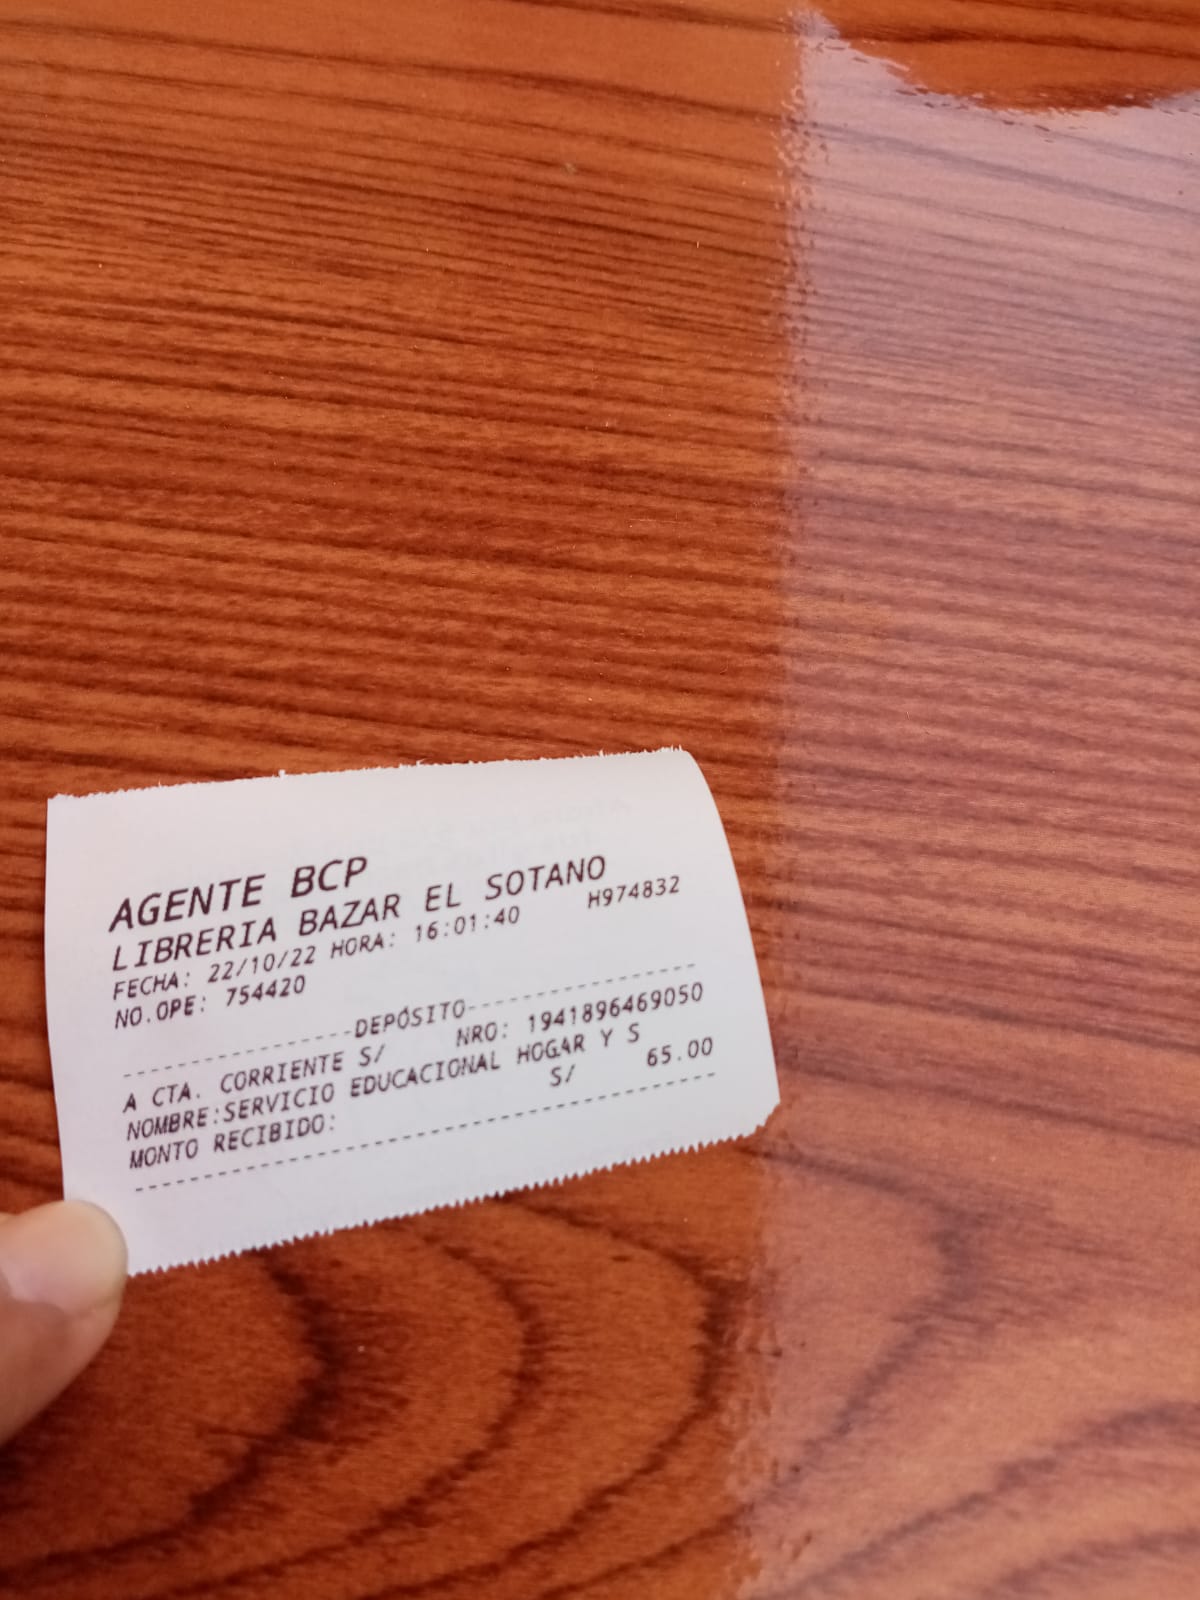 AGENTE BCP
LIBRERIA BAZAR EL SOTANO
FECHA: 22/10/22 HORA: 16:01:40 H974832
NO.OPE: 754420
----------------DEPÓSITO----------------
A CTA. CORRIENTE S/ NRO: 1941896469050
NOMBRE:SERVICIO EDUCACIONAL HOGAR Y S
MONTO RECIBIDO: S/ 65.00
------------------------------------------